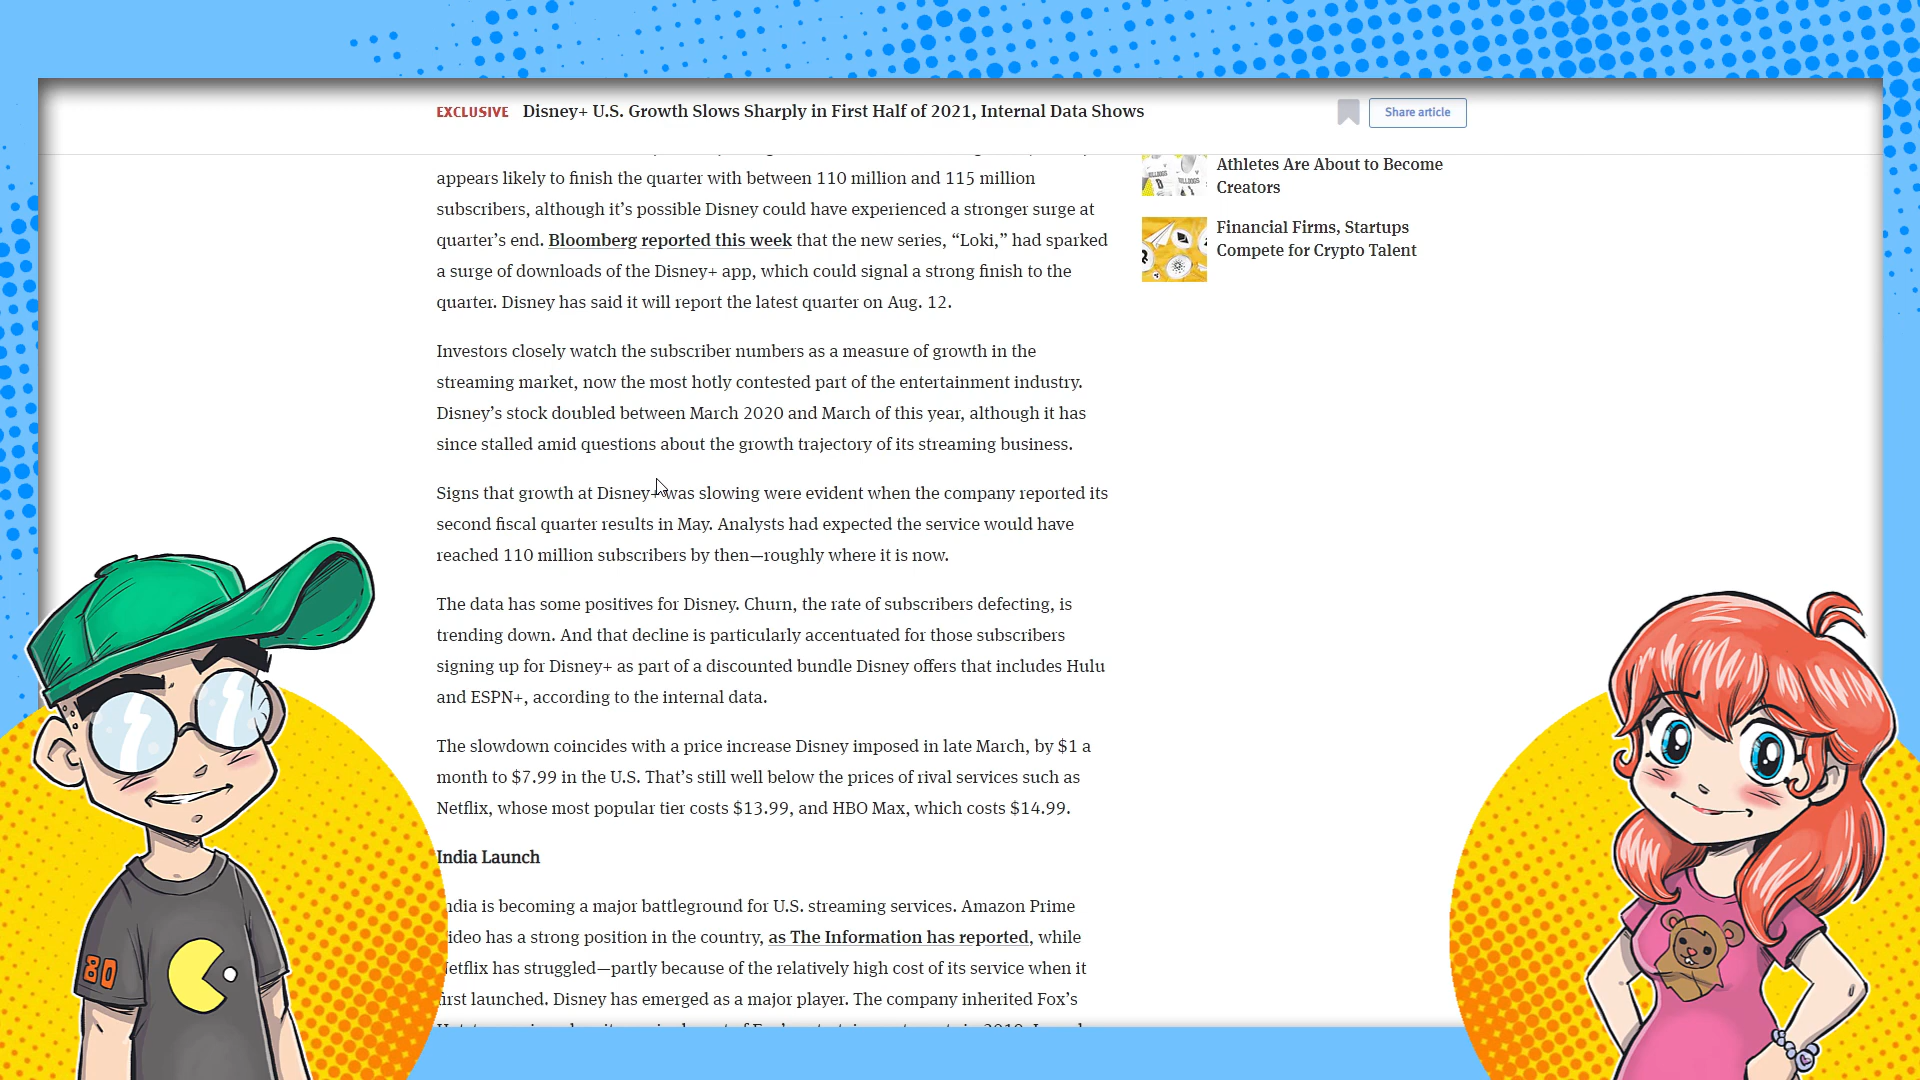 EXCLUSIVE Disney+ U.S. Growth Slows Sharply in First Half of 2021, Internal Data Shows
Share article
appears likely to finish the quarter with between 110 million and 115 million
subscribers, although it’s possible Disney could have experienced a stronger surge at
quarter’s end. Bloomberg reported this week that the new series, “Loki,” had sparked
a surge of downloads of the Disney+ app, which could signal a strong finish to the
quarter. Disney has said it will report the latest quarter on Aug. 12.
Investors closely watch the subscriber numbers as a measure of growth in the
streaming market, now the most hotly contested part of the entertainment industry.
Disney’s stock doubled between March 2020 and March of this year, although it has
since stalled amid questions about the growth trajectory of its streaming business.
Signs that growth at Disney+ was slowing were evident when the company reported its
second fiscal quarter results in May. Analysts had expected the service would have
reached 110 million subscribers by then—roughly where it is now.
The data has some positives for Disney. Churn, the rate of subscribers defecting, is
trending down. And that decline is particularly accentuated for those subscribers
signing up for Disney+ as part of a discounted bundle Disney offers that includes Hulu
and ESPN+, according to the internal data.
The slowdown coincides with a price increase Disney imposed in late March, by $1 a
month to $7.99 in the U.S. That’s still well below the prices of rival services such as
Netflix, whose most popular tier costs $13.99, and HBO Max, which costs $14.99.
India Launch
ndia is becoming a major battleground for U.S. streaming services. Amazon Prime
ideo has a strong position in the country, as The Information has reported, while
etflix has struggled—partly because of the relatively high cost of its service when it
irst launched. Disney has emerged as a major player. The company inherited Fox’s
Athletes Are About to Become
Creators
Financial Firms, Startups
Compete for Crypto Talent
80